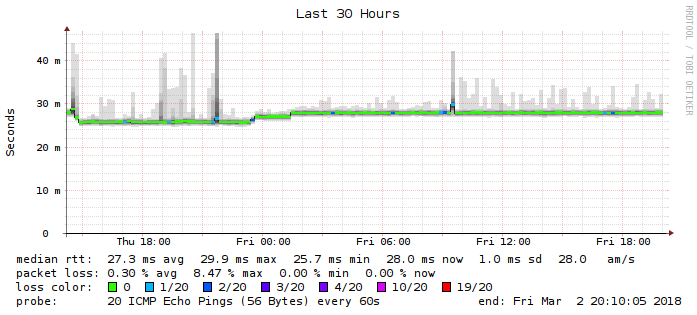 Last 30 Hours
RRDTOOL / TOBI OETIKER
Seconds
40 m
30 m
20 m
10 m
0
Thu 18:00 Fri 00:00 Fri 06:00 Fri 12:00 Fri 18:00
median rtt: 27.3 ms avg 29.9 ms max 25.7 ms min 28.0 ms now 1.0 ms sd 28.0 am/s
packet loss: 0.30 % avg 8.47 % max 0.00 % min 0.00 % now
loss color: 0 1/20 2/20 3/20 4/20 10/20 19/20
probe: 20 ICMP Echo Pings (56 Bytes) every 60s end: Fri Mar 2 20:10:05 2018